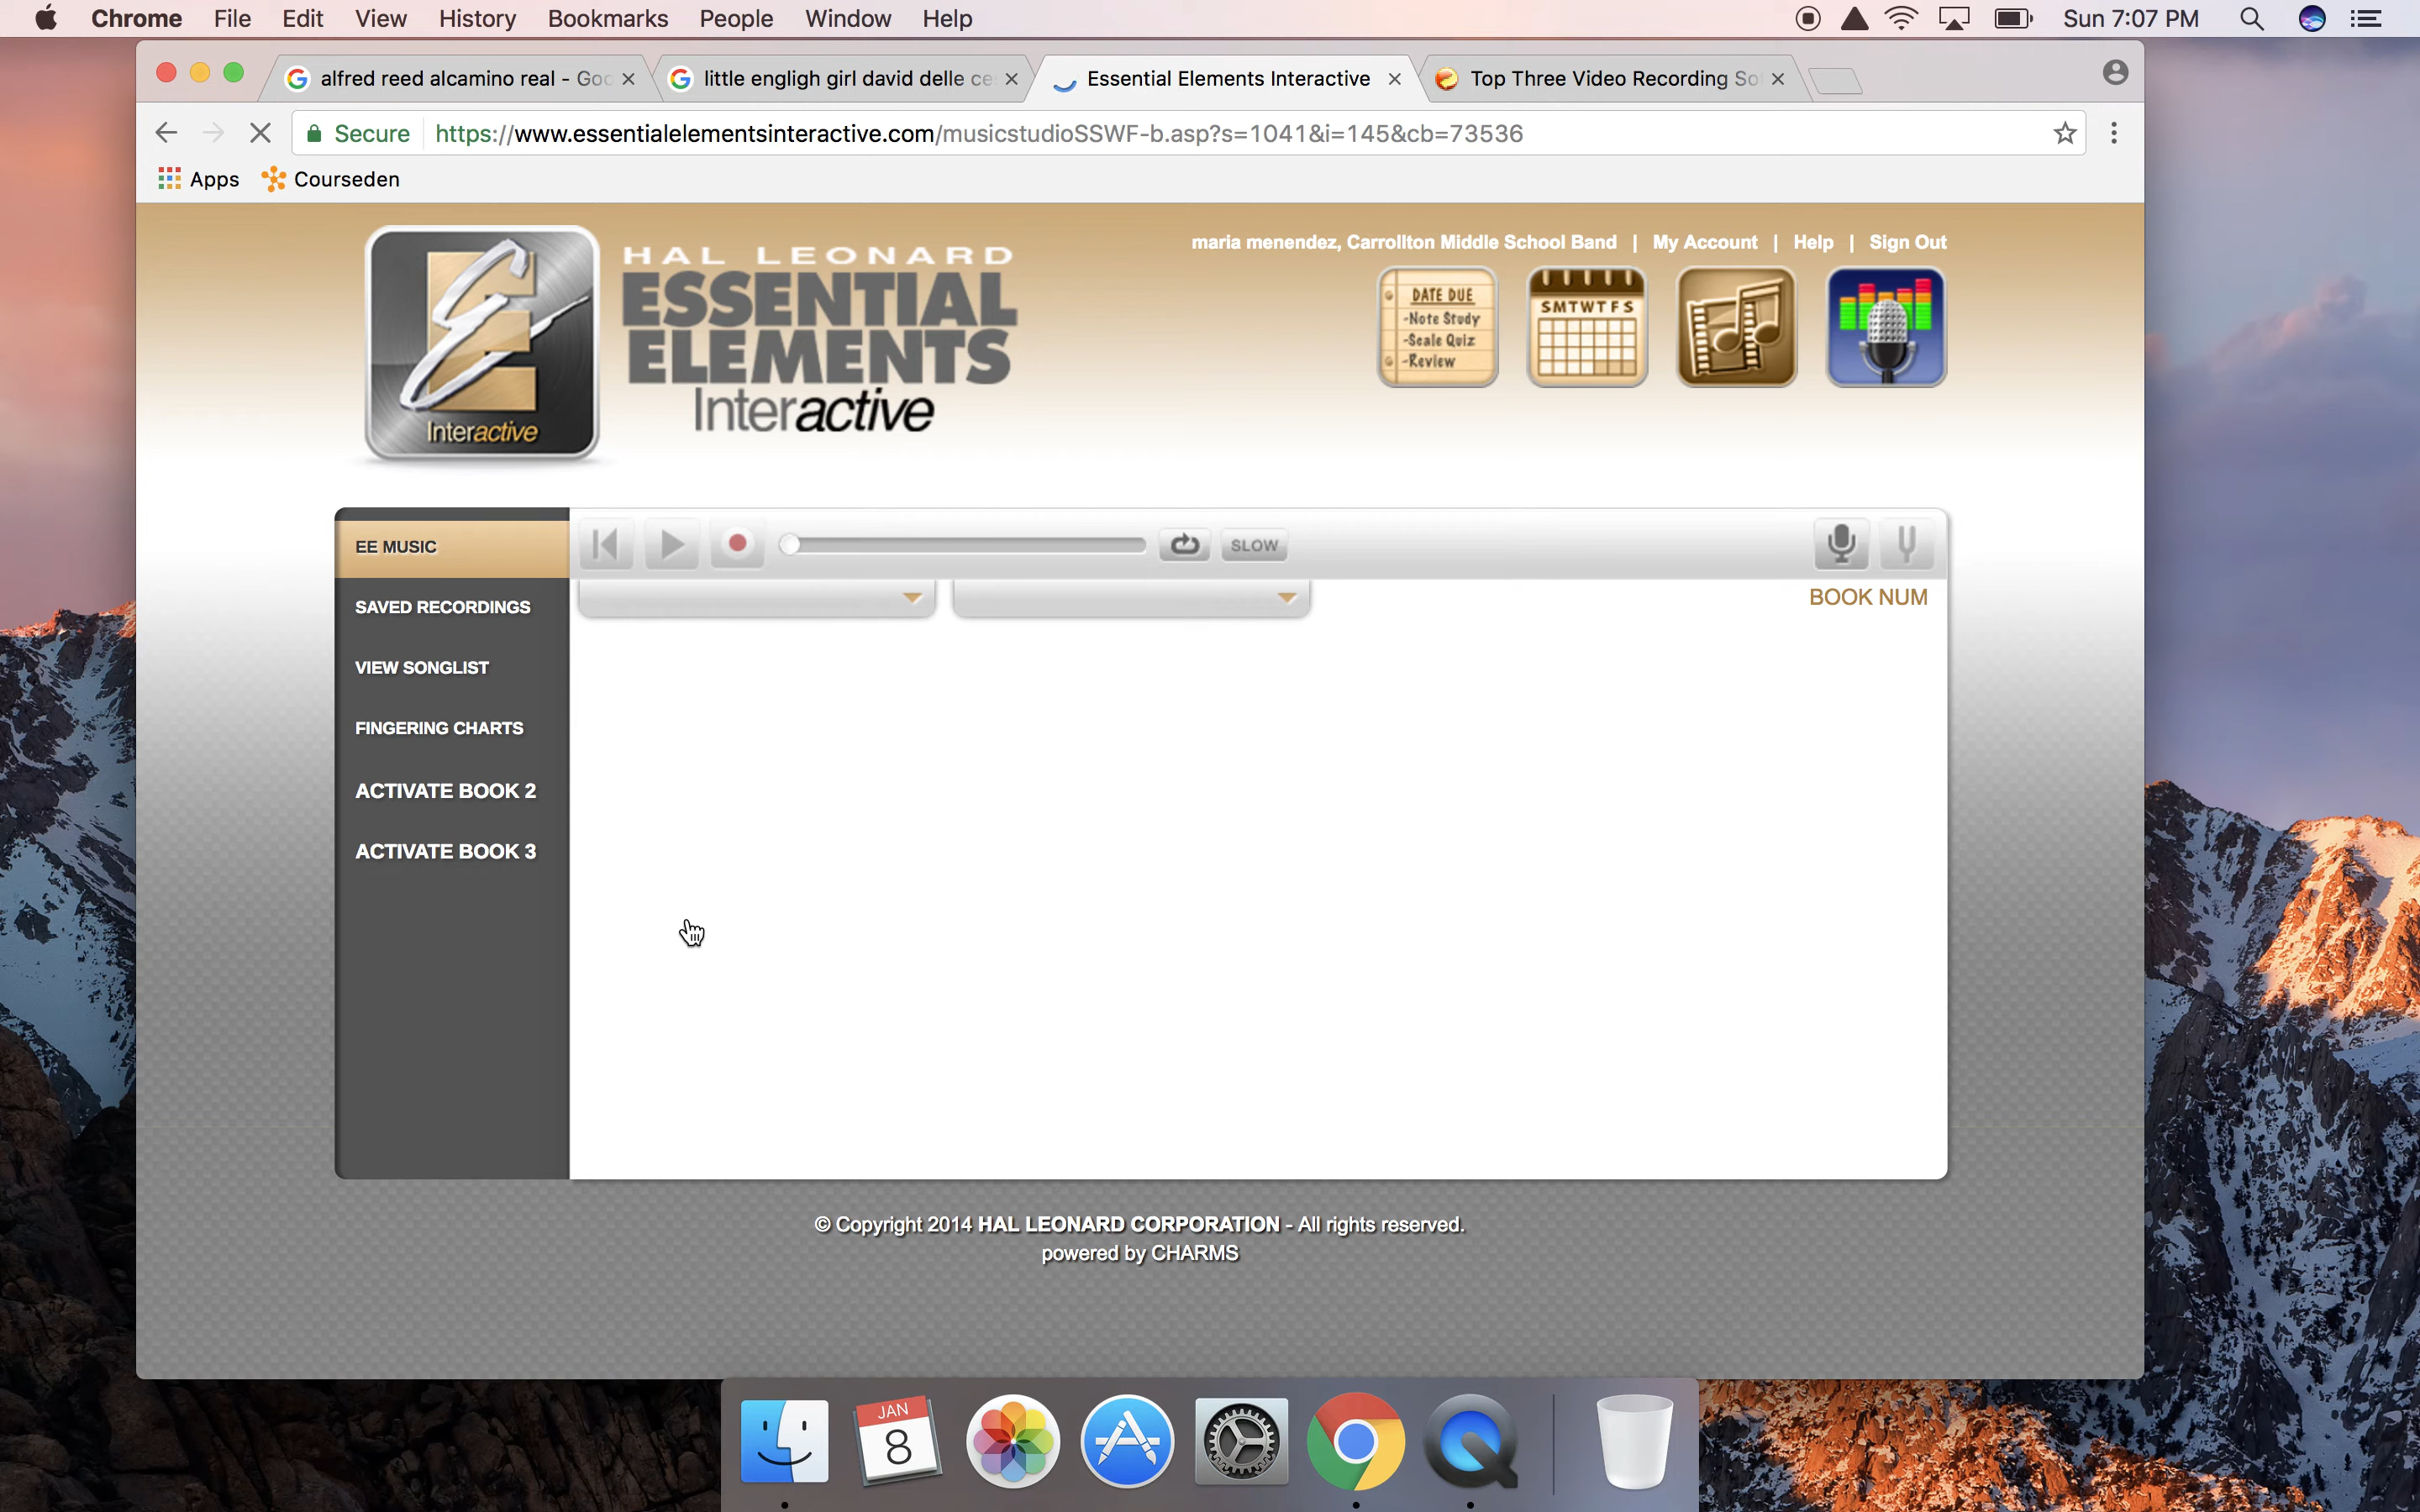 Chrome File Edit View History Bookmarks People Window Help Sun 7:07 PM
alfred reed alcamino real - Goo
little engligh girl david delle ce
Essential Elements Interactive
Top Three Video Recording So
Secure https://www.essentialelementsinteractive.com/musicstudioSSWF-b.asp?s=1041&i=145&cb=73536
Apps Courseden
maria menendez, Carrollton Middle School Band | My Account | Help | Sign Out
E
Interactive
HAL LEONARD
ESSENTIAL
ELEMENTS
Interactive
DATE DUE
-Note Study
-Scale Quiz
-Review
SMTWTFS
EE MUSIC
SLOW
BOOK NUM
SAVED RECORDINGS
VIEW SONGLIST
FINGERING CHARTS
ACTIVATE BOOK 2
ACTIVATE BOOK 3
© Copyright 2014 HAL LEONARD CORPORATION - All rights reserved.
powered by CHARMS
JAN
8